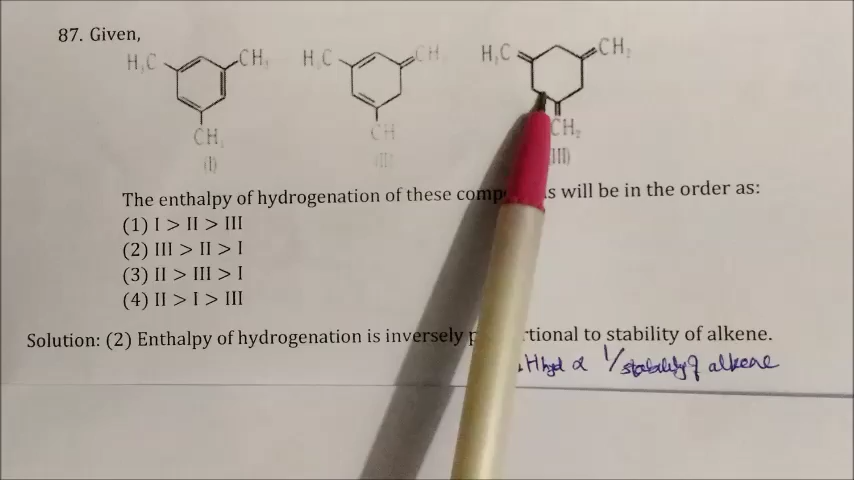 87. Given,
H₃C CH₃ H₃C CH H₂C CH₂
CH CH CH₂
(I) (II) (III)
The enthalpy of hydrogenation of these comp s will be in the order as:
(1) I > II > III
(2) III > II > I
(3) II > III > I
(4) II > I > III
Solution: (2) Enthalpy of hydrogenation is inversely p rtional to stability of alkene.
Hhyd ∝ 1/stability of alkene